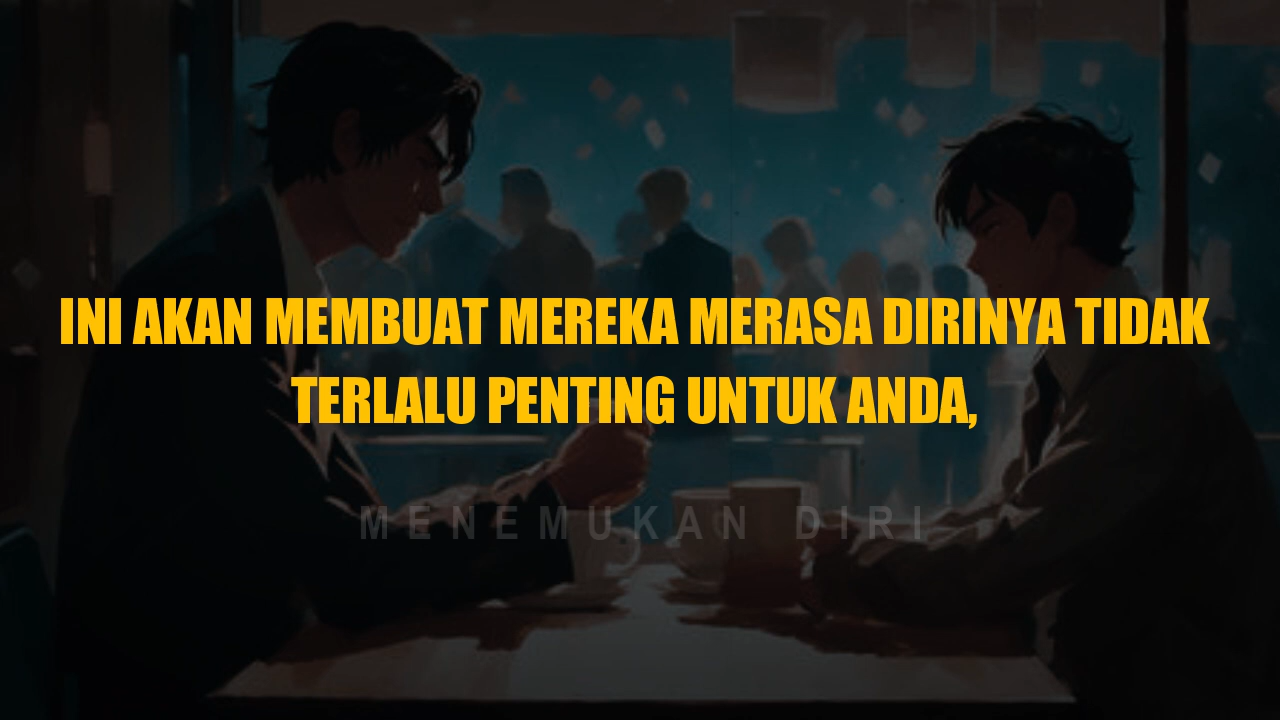 INI AKAN MEMBUAT MEREKA MERASA DIRINYA TIDAK
TERLALU PENTING UNTUK ANDA,
MENEMUKAN DIRI